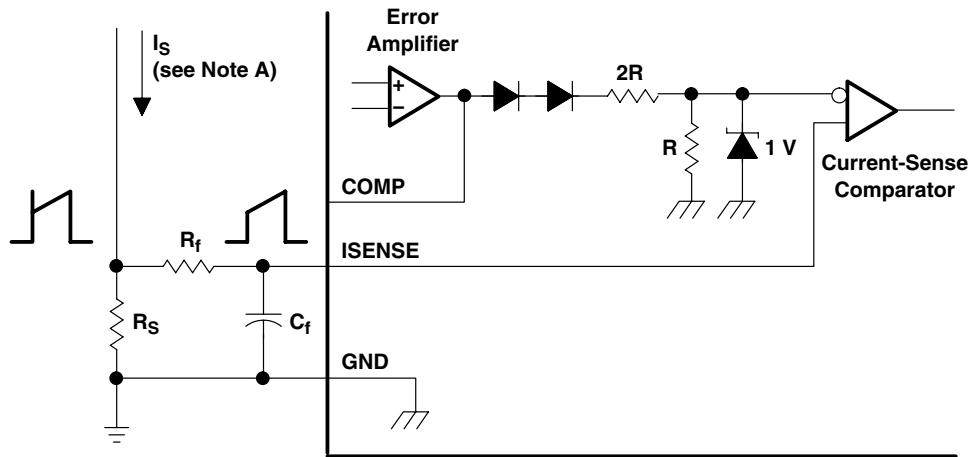 Error
Amplifier
I_S
(see Note A)
+
−
2R
R
1 V
Current-Sense
Comparator
COMP
R_f
ISENSE
R_S
C_f
GND